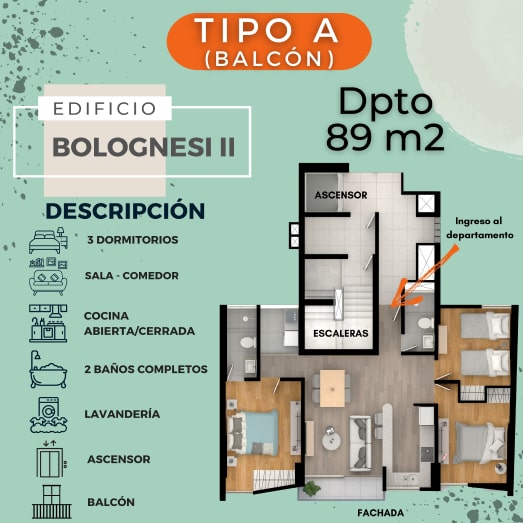 TIPO A
(BALCÓN)
EDIFICIO
BOLOGNESI II
Dpto
89 m2
DESCRIPCIÓN
3 DORMITORIOS
SALA - COMEDOR
COCINA
ABIERTA/CERRADA
2 BAÑOS COMPLETOS
LAVANDERÍA
ASCENSOR
BALCÓN
ASCENSOR
Ingreso al
departamento
ESCALERAS
FACHADA